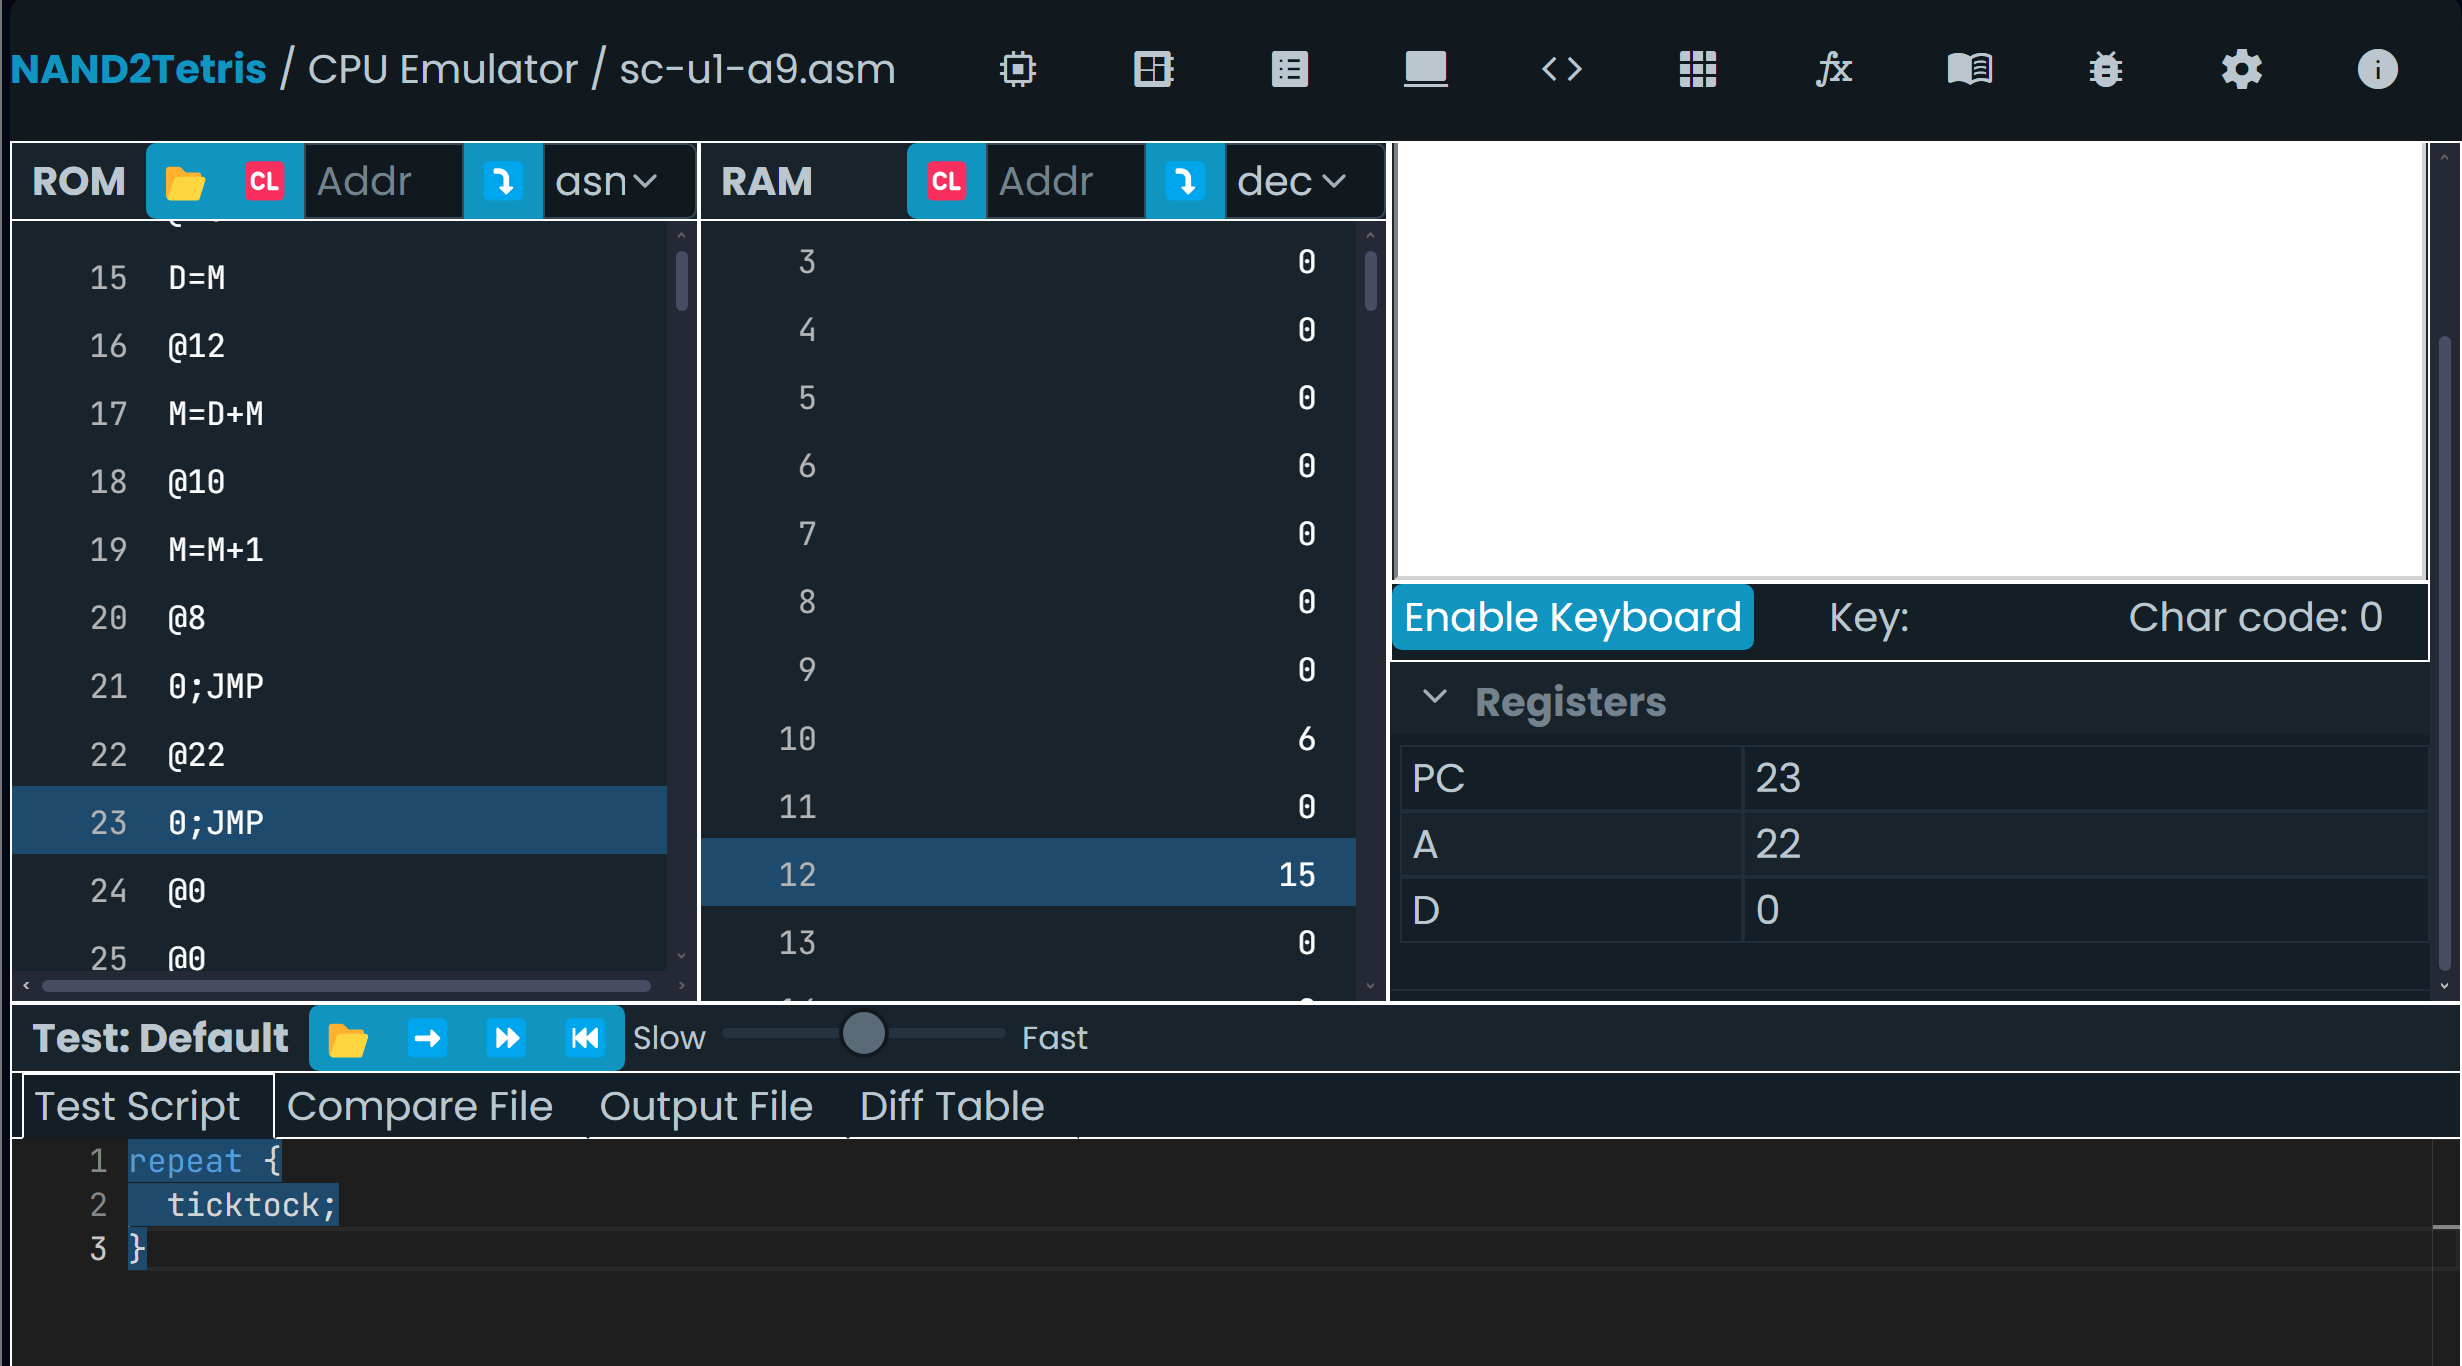 NAND2Tetris / CPU Emulator / sc-u1-a9.asm
ROM CL Addr asn
15 D=M
16 @12
17 M=D+M
18 @10
19 M=M+1
20 @8
21 0;JMP
22 @22
23 0;JMP
24 @0
25 @0
RAM CL Addr dec
3 0
4 0
5 0
6 0
7 0
8 0
9 0
10 6
11 0
12 15
13 0
Enable Keyboard Key: Char code: 0
Registers
PC 23
A 22
D 0
Test: Default Slow Fast
Test Script Compare File Output File Diff Table
1 repeat {
2 ticktock;
3 }